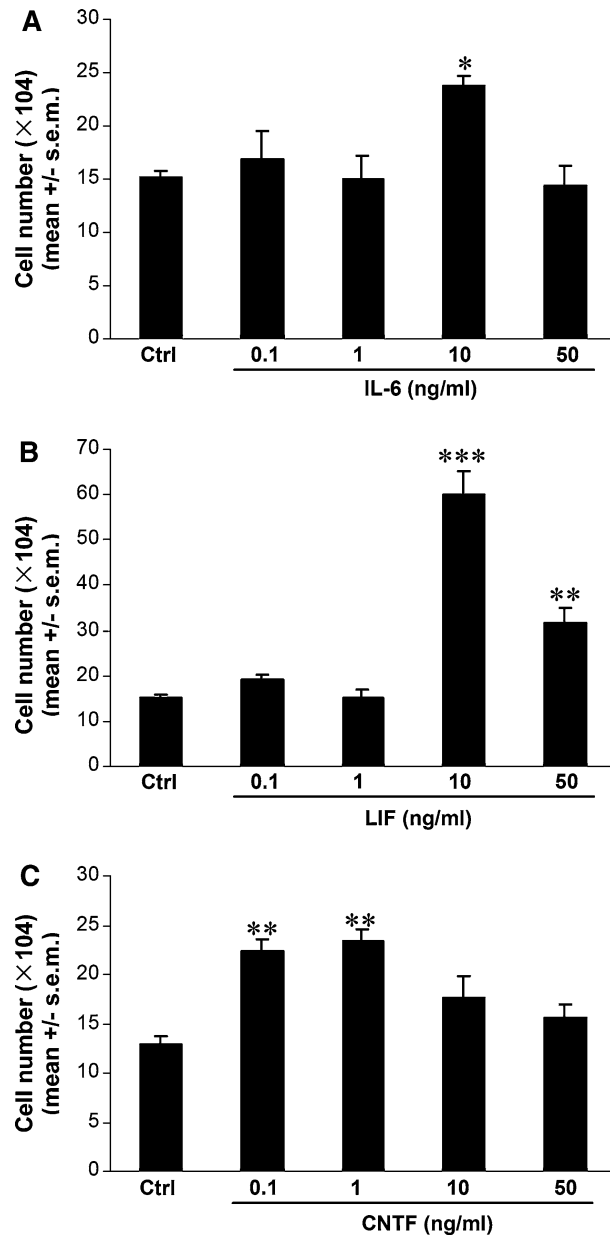 A
Cell number (×104)
(mean +/- s.e.m.)
30
25
20
15
10
5
0
*
Ctrl 0.1 1 10 50
IL-6 (ng/ml)
B
Cell number (×104)
(mean +/- s.e.m.)
70
60
50
40
30
20
10
0
***
**
Ctrl 0.1 1 10 50
LIF (ng/ml)
C
Cell number (×104)
(mean +/- s.e.m.)
30
25
20
15
10
5
0
** **
Ctrl 0.1 1 10 50
CNTF (ng/ml)